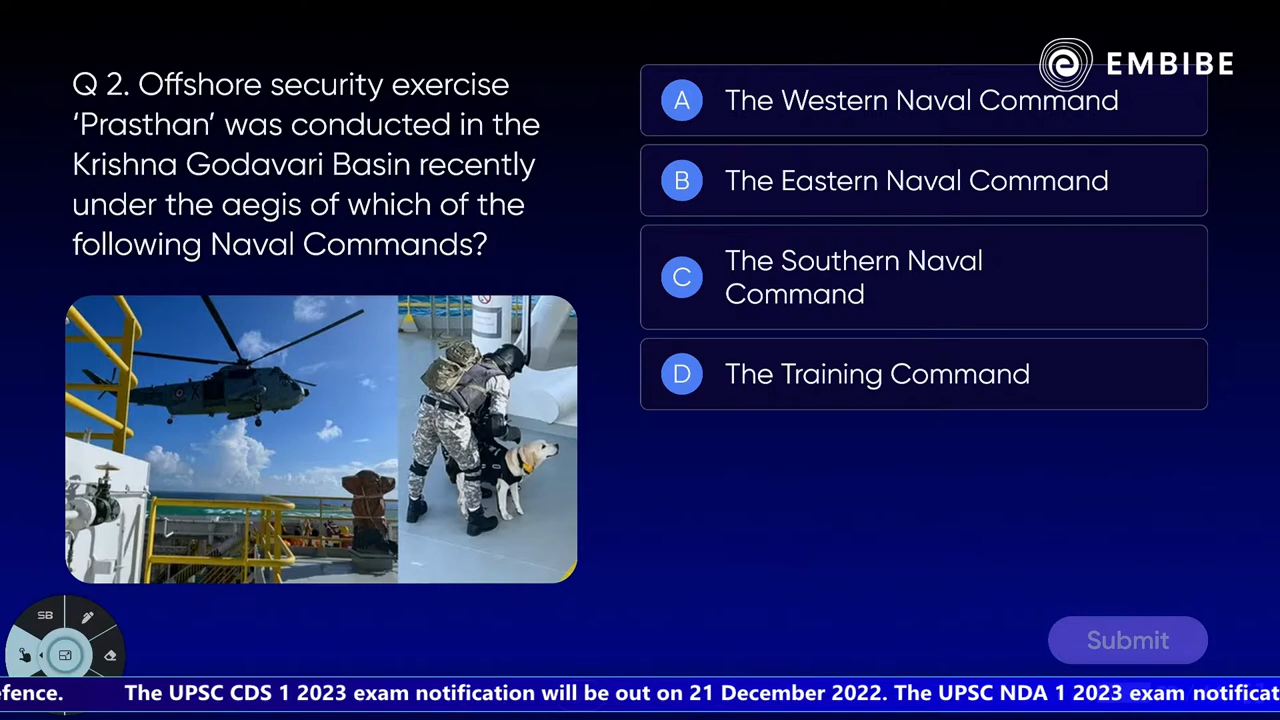 EMBIBE
Q 2. Offshore security exercise
‘Prasthan’ was conducted in the
Krishna Godavari Basin recently
under the aegis of which of the
following Naval Commands?
A The Western Naval Command
B The Eastern Naval Command
C The Southern Naval
Command
D The Training Command
SB
Submit
efence. The UPSC CDS 1 2023 exam notification will be out on 21 December 2022. The UPSC NDA 1 2023 exam notificat